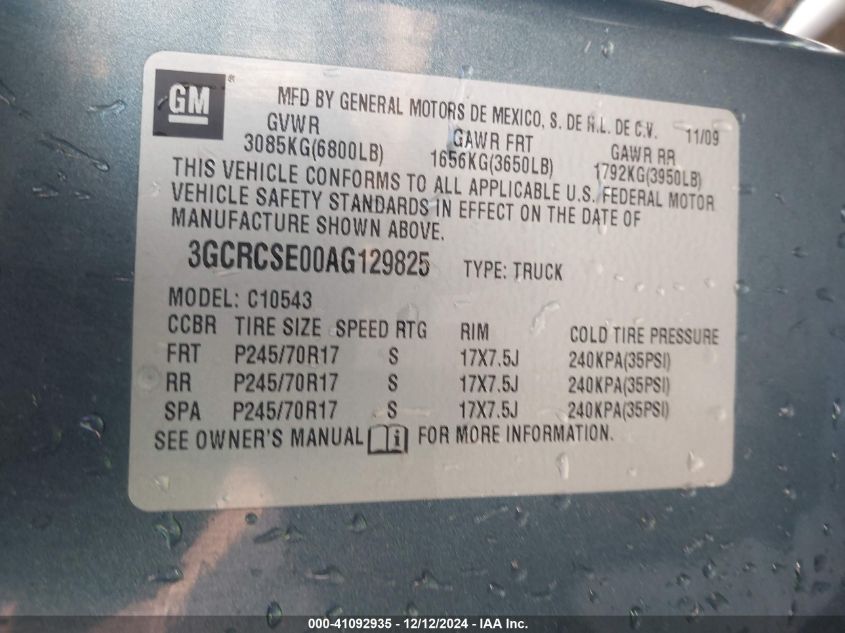 GM®
MFD BY GENERAL MOTORS DE MEXICO, S. DE R.L. DE C.V. 11/09
GVWR GAWR FRT GAWR RR
3085KG(6800LB) 1656KG(3650LB) 1792KG(3950LB)
THIS VEHICLE CONFORMS TO ALL APPLICABLE U.S. FEDERAL MOTOR
VEHICLE SAFETY STANDARDS IN EFFECT ON THE DATE OF
MANUFACTURE SHOWN ABOVE.
3GCRCSE00AG129825 TYPE: TRUCK
MODEL: C10543
CCBR TIRE SIZE SPEED RTG RIM COLD TIRE PRESSURE
FRT P245/70R17 S 17X7.5J 240KPA(35PSI)
RR P245/70R17 S 17X7.5J 240KPA(35PSI)
SPA P245/70R17 S 17X7.5J 240KPA(35PSI)
SEE OWNER'S MANUAL i FOR MORE INFORMATION.
000-41092935 - 12/12/2024 - IAA Inc.